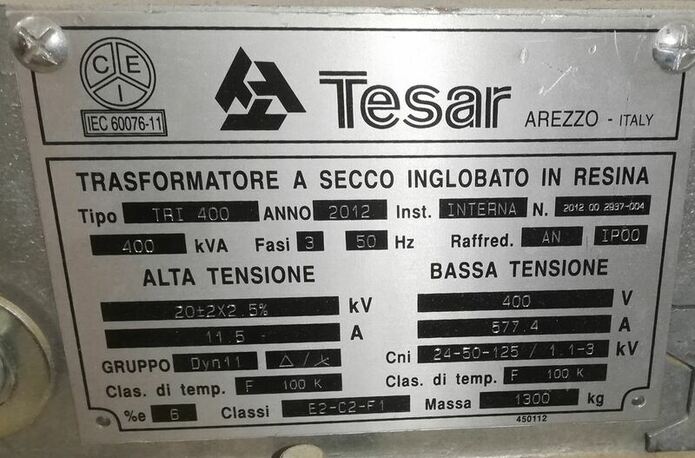 CEI
IEC 60076-11
Tesar AREZZO - ITALY
TRASFORMATORE A SECCO INGLOBATO IN RESINA
Tipo TRI 400 ANNO 2012 Inst. INTERNA N. 2012.00.2937-004
400 kVA Fasi 3 50 Hz Raffred. AN IP00
ALTA TENSIONE BASSA TENSIONE
20±2X2.5% kV 400 V
11.5 - A 577.4 A
GRUPPO Dyn11 △/⅄ Cni 24-50-125 / 1.1-3 kV
Clas. di temp. F 100 K Clas. di temp. F 100 K
%e 6 Classi E2-C2-F1 Massa 1300 kg
450112